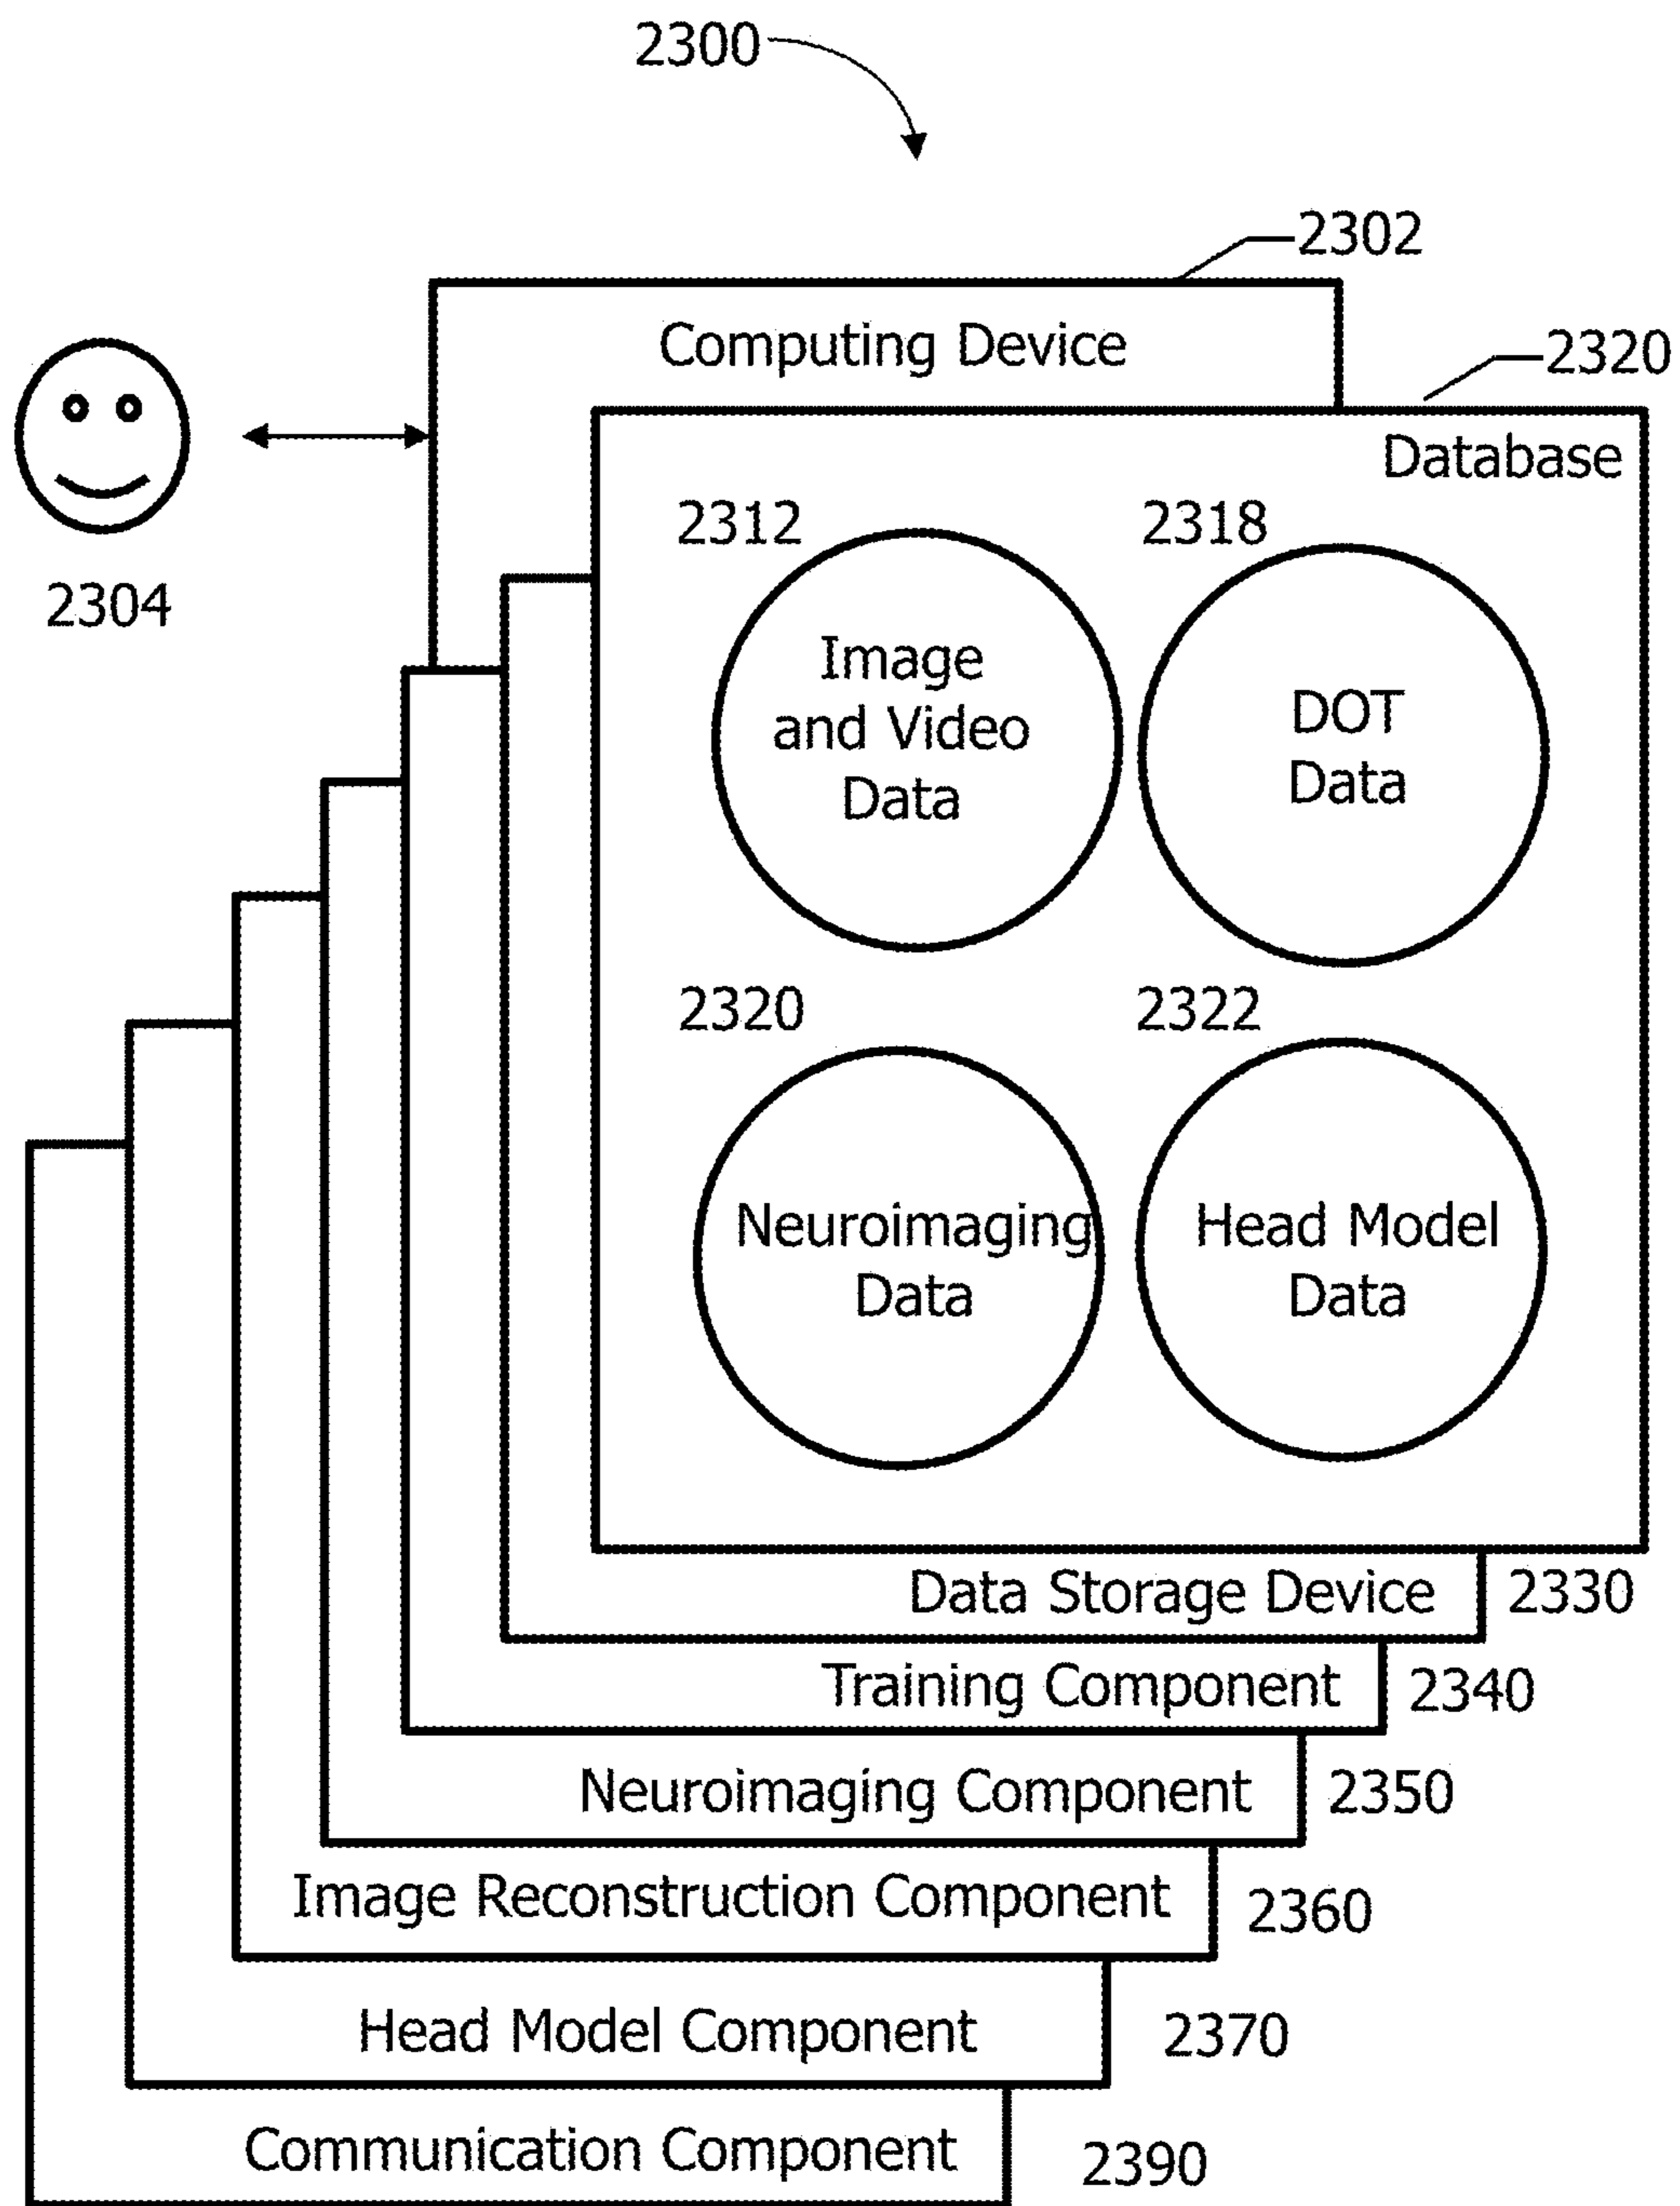 2300
2302
Computing Device
2320
Database
2304
2312
2318
Image
and Video
Data
DOT
Data
2320
2322
Neuroimaging
Data
Head Model
Data
Data Storage Device
2330
Training Component
2340
Neuroimaging Component
2350
Image Reconstruction Component
2360
Head Model Component
2370
Communication Component
2390